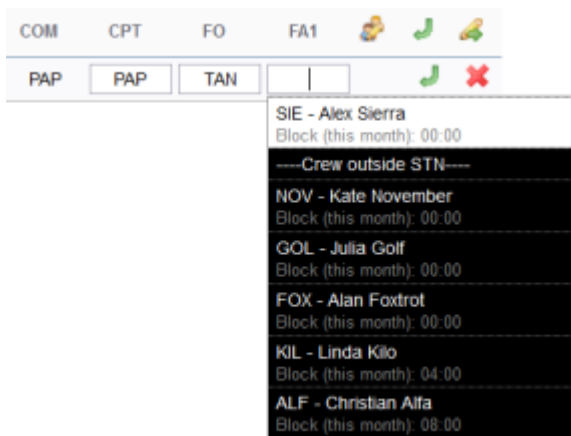 COM CPT FO FA1
PAP PAP TAN
SIE - Alex Sierra
Block (this month): 00:00
----Crew outside STN----
NOV - Kate November
Block (this month): 00:00
GOL - Julia Golf
Block (this month): 00:00
FOX - Alan Foxtrot
Block (this month): 00:00
KIL - Linda Kilo
Block (this month): 04:00
ALF - Christian Alfa
Block (this month): 08:00